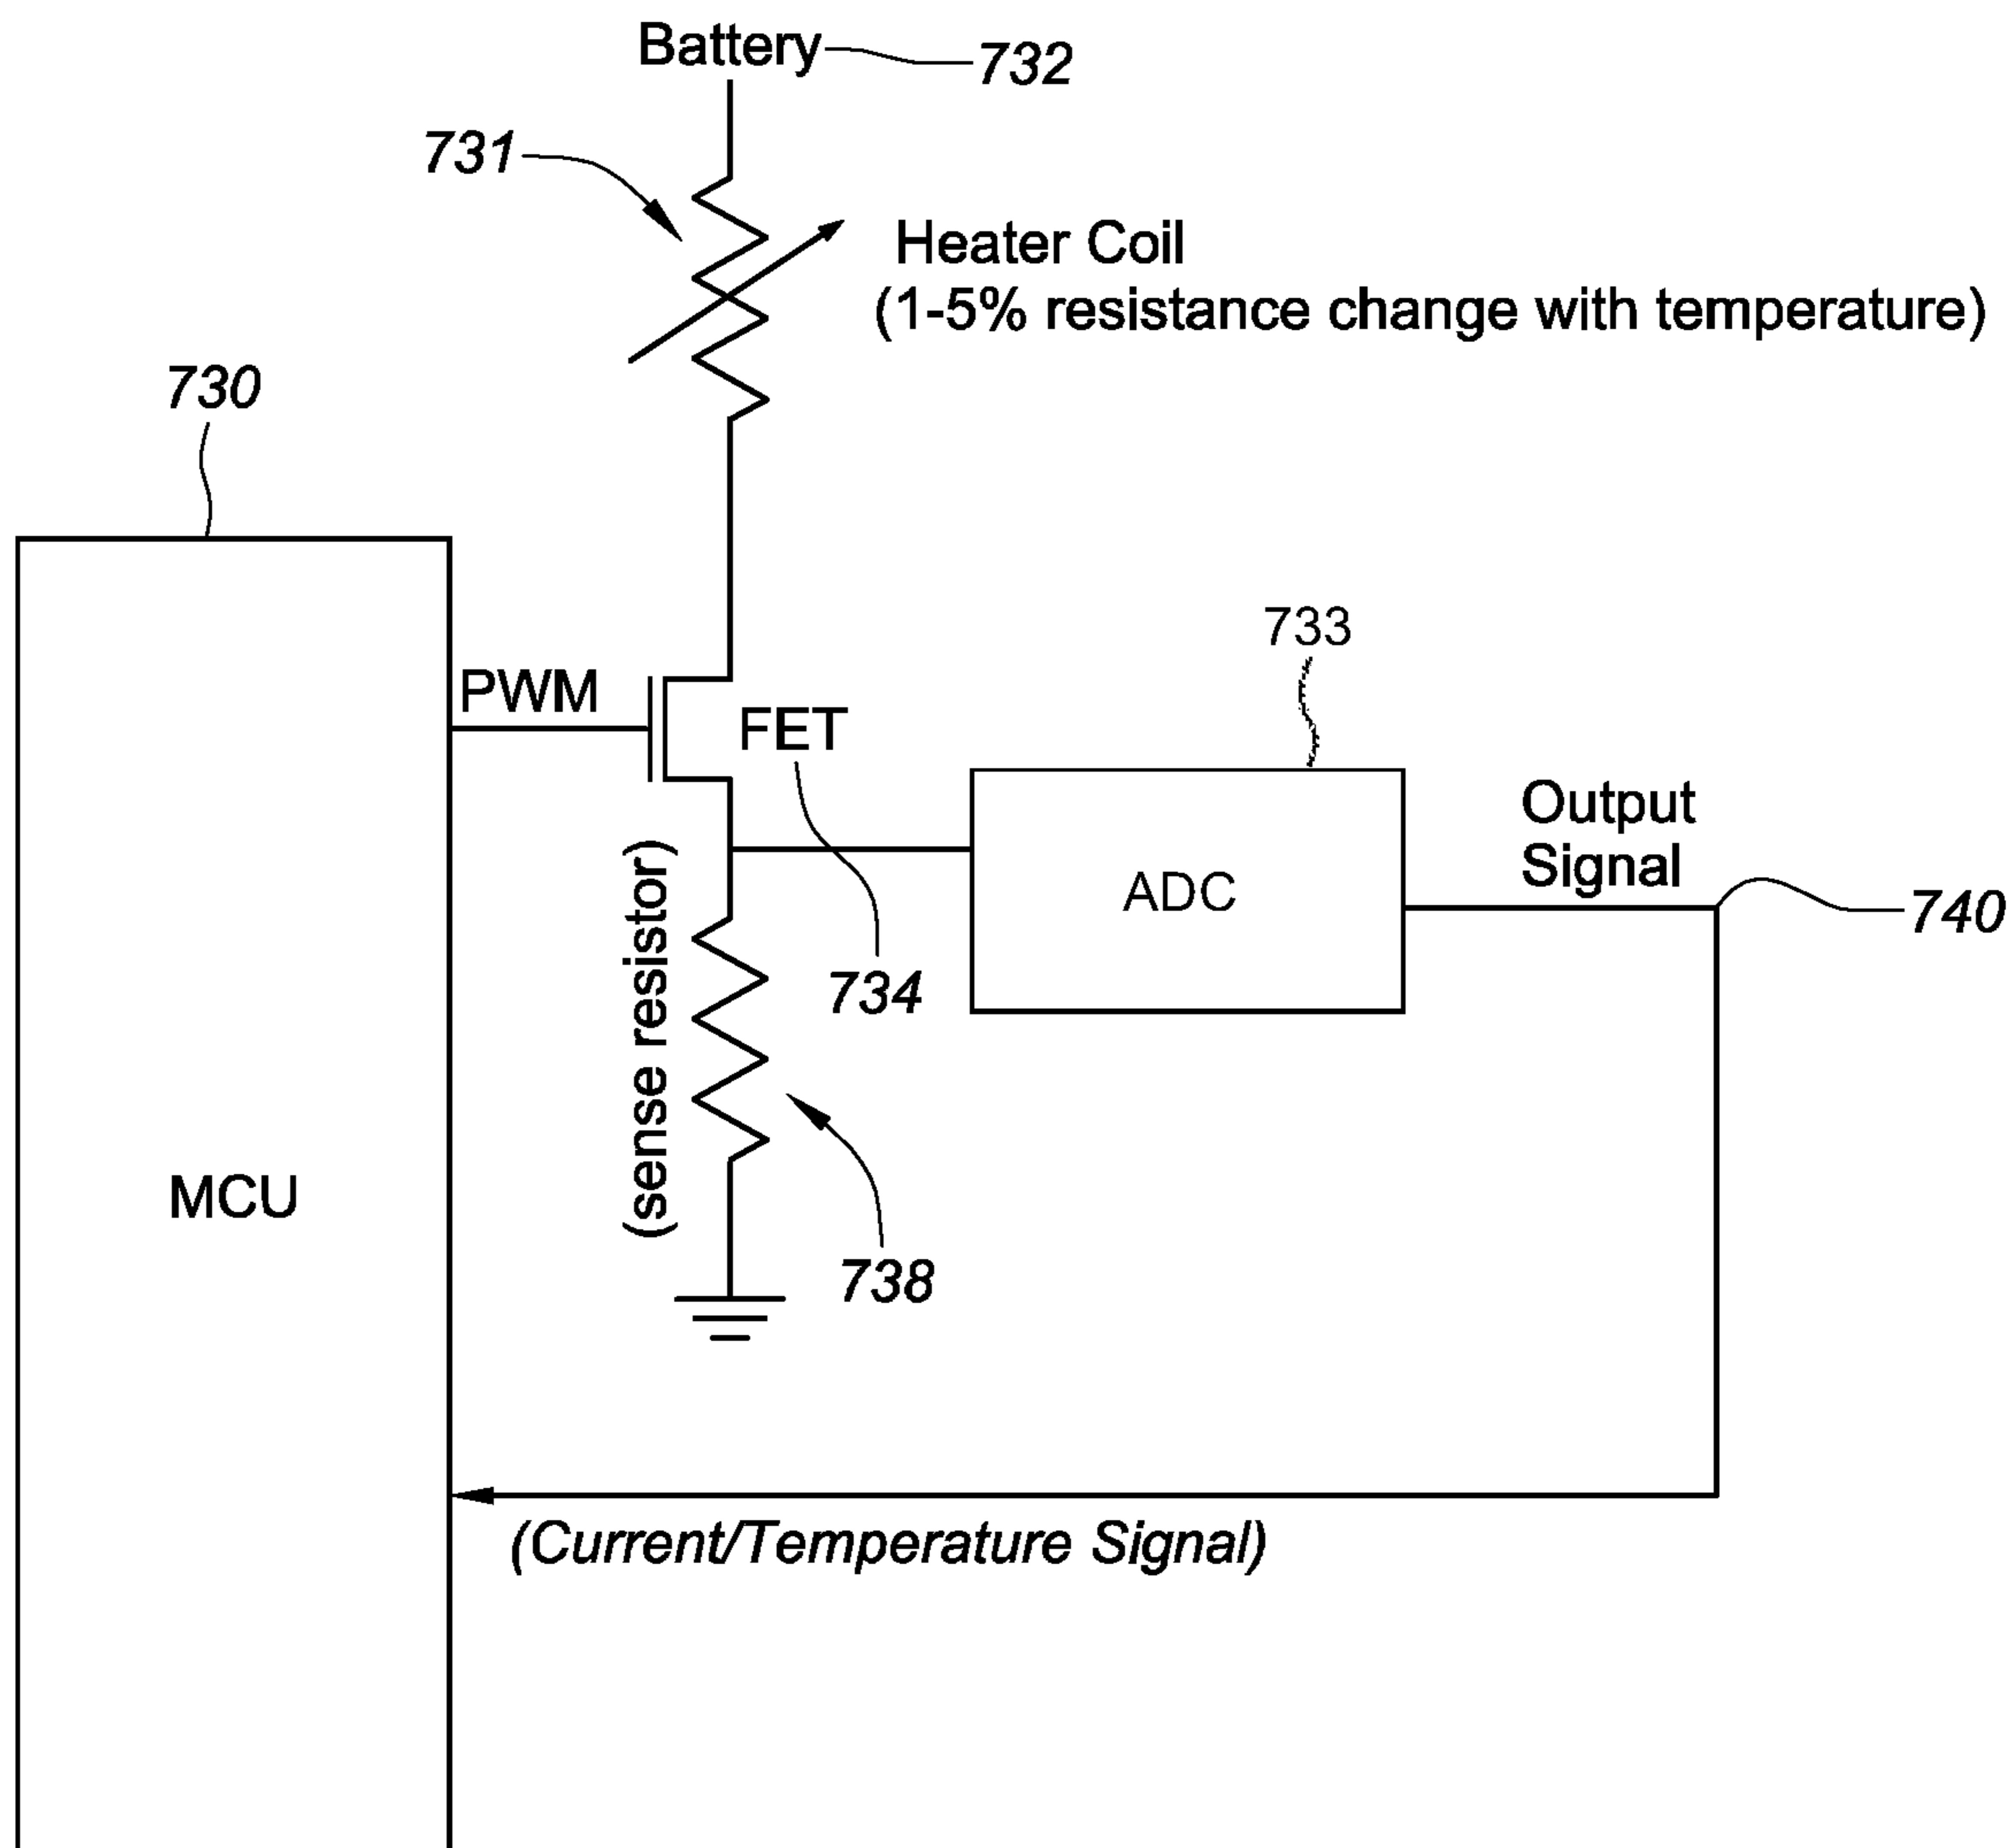 Battery
732
731
Heater Coil
(1-5% resistance change with temperature)
730
733
PWM
FET
Output
Signal
ADC
740
(sense resistor)
734
MCU
738
(Current/Temperature Signal)